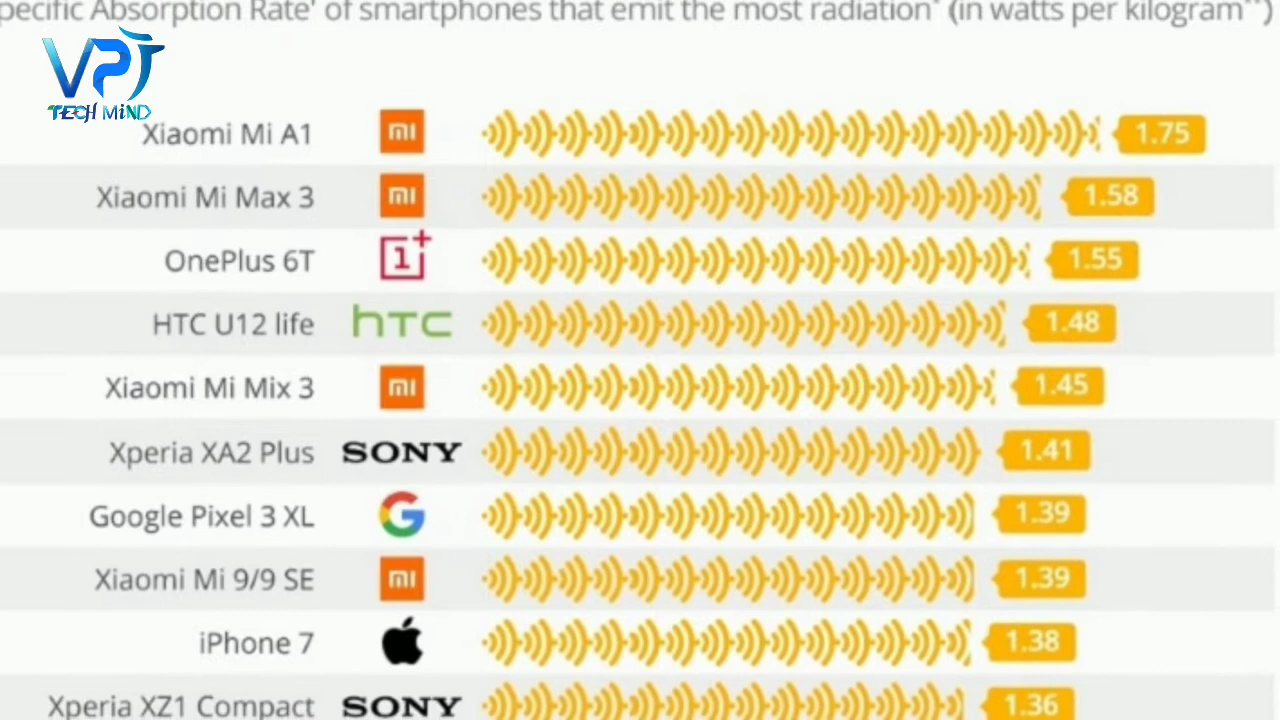 pecific Absorption Rate* of smartphones that emit the most radiation* (in watts per kilogram**)
VPT
TECH MiND
Xiaomi Mi A1 mi 1.75
Xiaomi Mi Max 3 mi 1.58
OnePlus 6T 1+ 1.55
HTC U12 life hTC 1.48
Xiaomi Mi Mix 3 mi 1.45
Xperia XA2 Plus SONY 1.41
Google Pixel 3 XL G 1.39
Xiaomi Mi 9/9 SE mi 1.39
iPhone 7 1.38
Xperia XZ1 Compact SONY 1.36